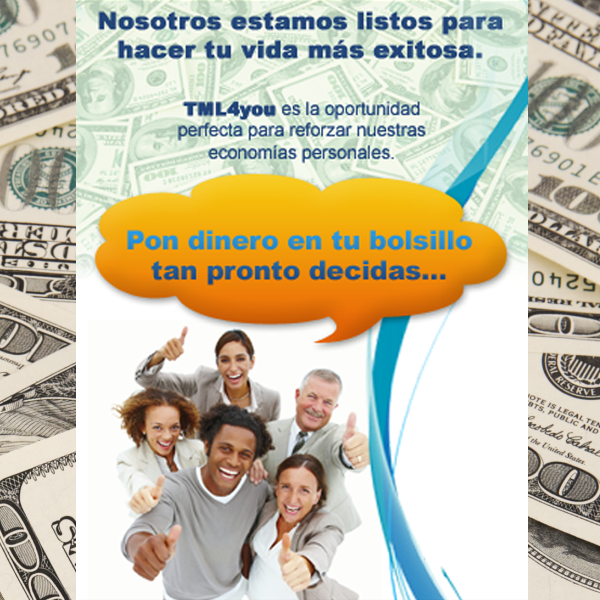 Nosotros estamos listos para
hacer tu vida más exitosa.
TML4you es la oportunidad
perfecta para reforzar nuestras
economías personales.
Pon dinero en tu bolsillo
tan pronto decidas...